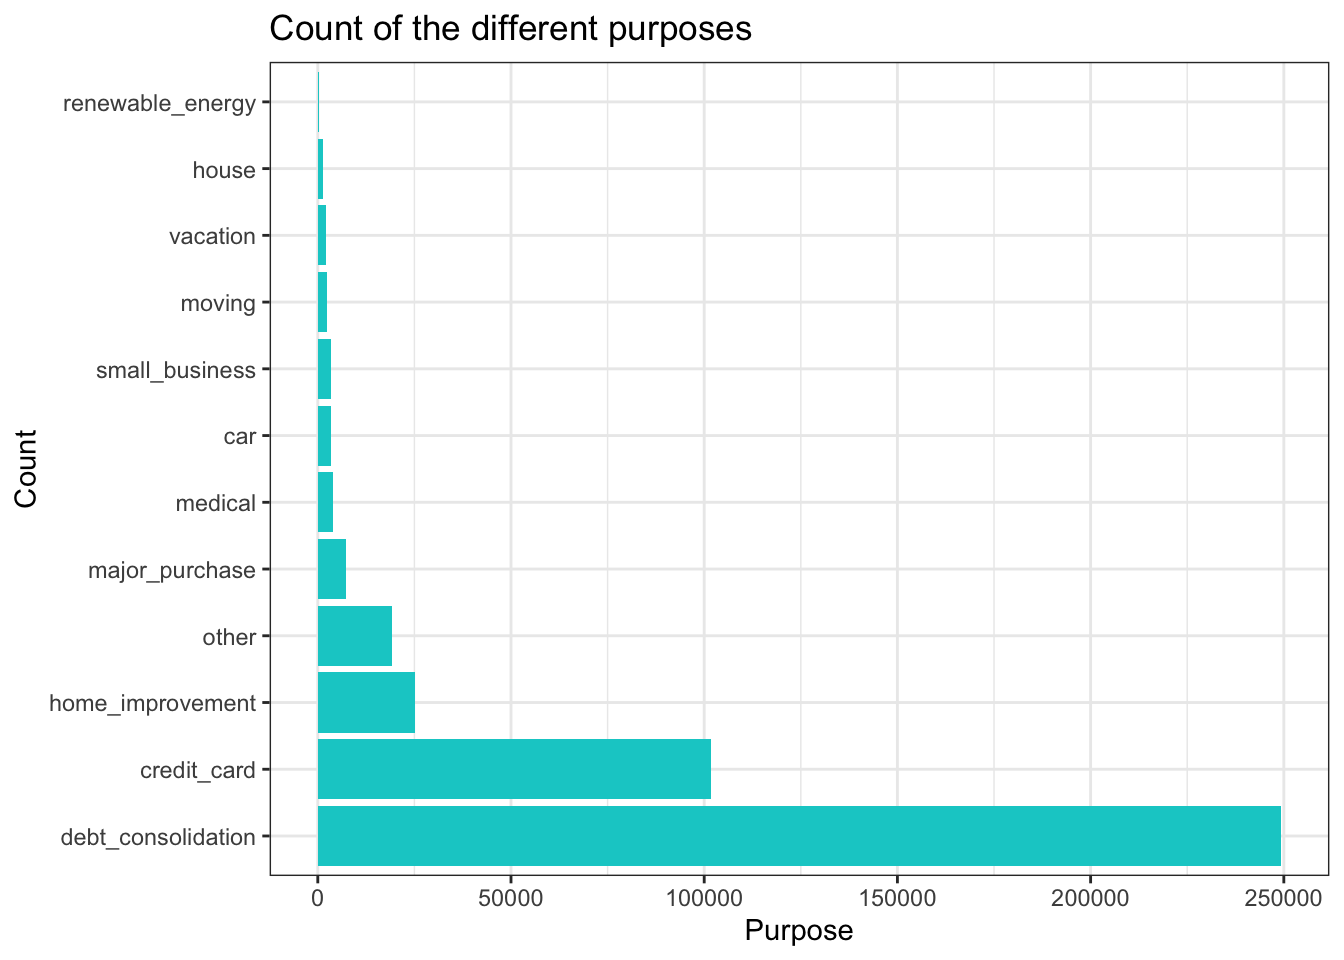 Count of the different purposes
renewable_energy
house
vacation
moving
small_business
car
medical
major_purchase
other
home_improvement
credit_card
debt_consolidation
Count
0 50000 100000 150000 200000 250000
Purpose